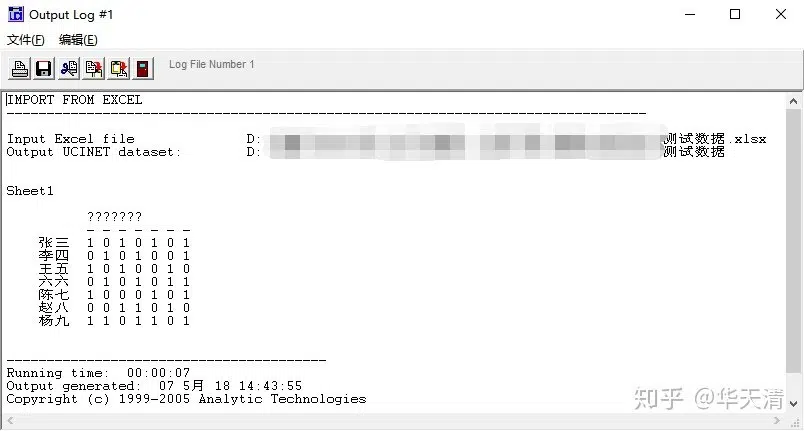 Output Log #1
文件(F) 编辑(E)
Log File Number 1
IMPORT FROM EXCEL
--------------------------------------------------------------------------------
Input Excel file D: 测试数据.xlsx
Output UCINET dataset: D: 测试数据
Sheet1
???????
- - - - - - -
张三 1 0 1 0 1 0 1
李四 0 1 0 1 0 0 1
王五 1 0 1 0 0 1 0
六六 0 1 0 1 0 1 1
陈七 1 0 0 0 1 0 1
赵八 0 0 1 1 0 1 0
杨九 1 1 0 1 1 0 1
----------------------------------------
Running time: 00:00:07
Output generated: 07 5月 18 14:43:55
Copyright (c) 1999-2005 Analytic Technologies
知乎 @华天清